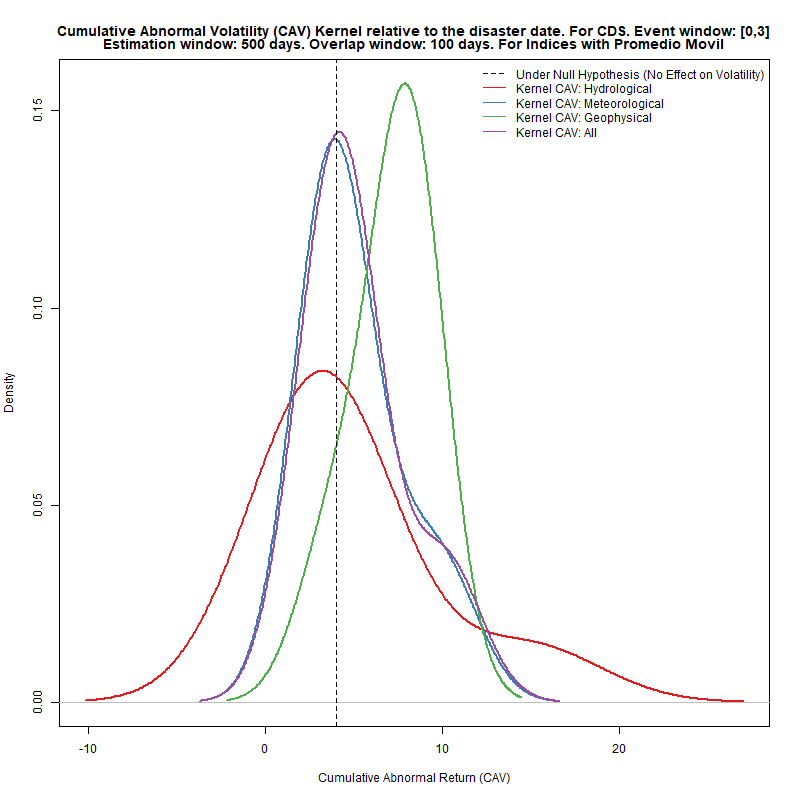 Cumulative Abnormal Volatility (CAV) Kernel relative to the disaster date. For CDS. Event window: [0,3]
Estimation window: 500 days. Overlap window: 100 days. For Indices with Promedio Movil
Under Null Hypothesis (No Effect on Volatility)
Kernel CAV: Hydrological
Kernel CAV: Meteorological
Kernel CAV: Geophysical
Kernel CAV: All
0.15
0.10
0.05
0.00
Density
-10
0
10
20
Cumulative Abnormal Return (CAV)